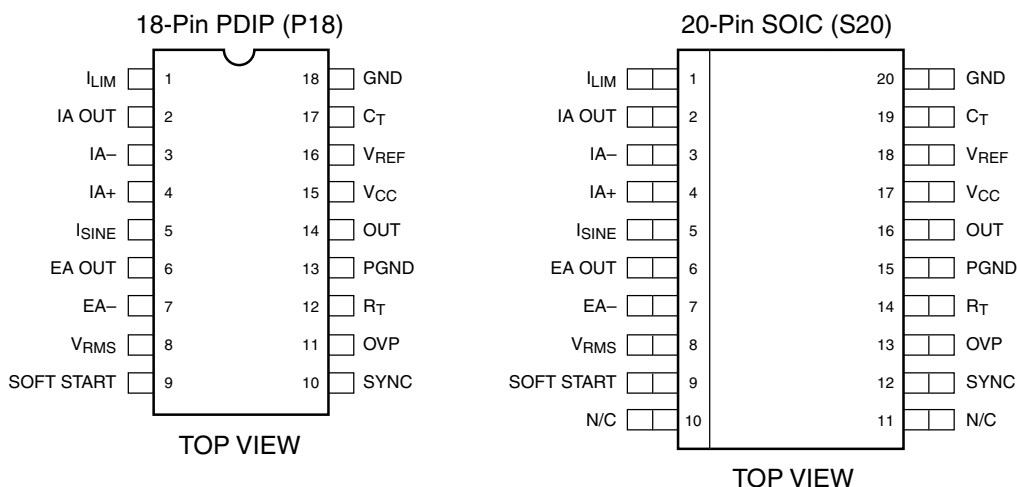 18-Pin PDIP (P18)
ILIM 1 18 GND
IA OUT 2 17 CT
IA– 3 16 VREF
IA+ 4 15 VCC
ISINE 5 14 OUT
EA OUT 6 13 PGND
EA– 7 12 RT
VRMS 8 11 OVP
SOFT START 9 10 SYNC
TOP VIEW
20-Pin SOIC (S20)
ILIM 1 20 GND
IA OUT 2 19 CT
IA– 3 18 VREF
IA+ 4 17 VCC
ISINE 5 16 OUT
EA OUT 6 15 PGND
EA– 7 14 RT
VRMS 8 13 OVP
SOFT START 9 12 SYNC
N/C 10 11 N/C
TOP VIEW